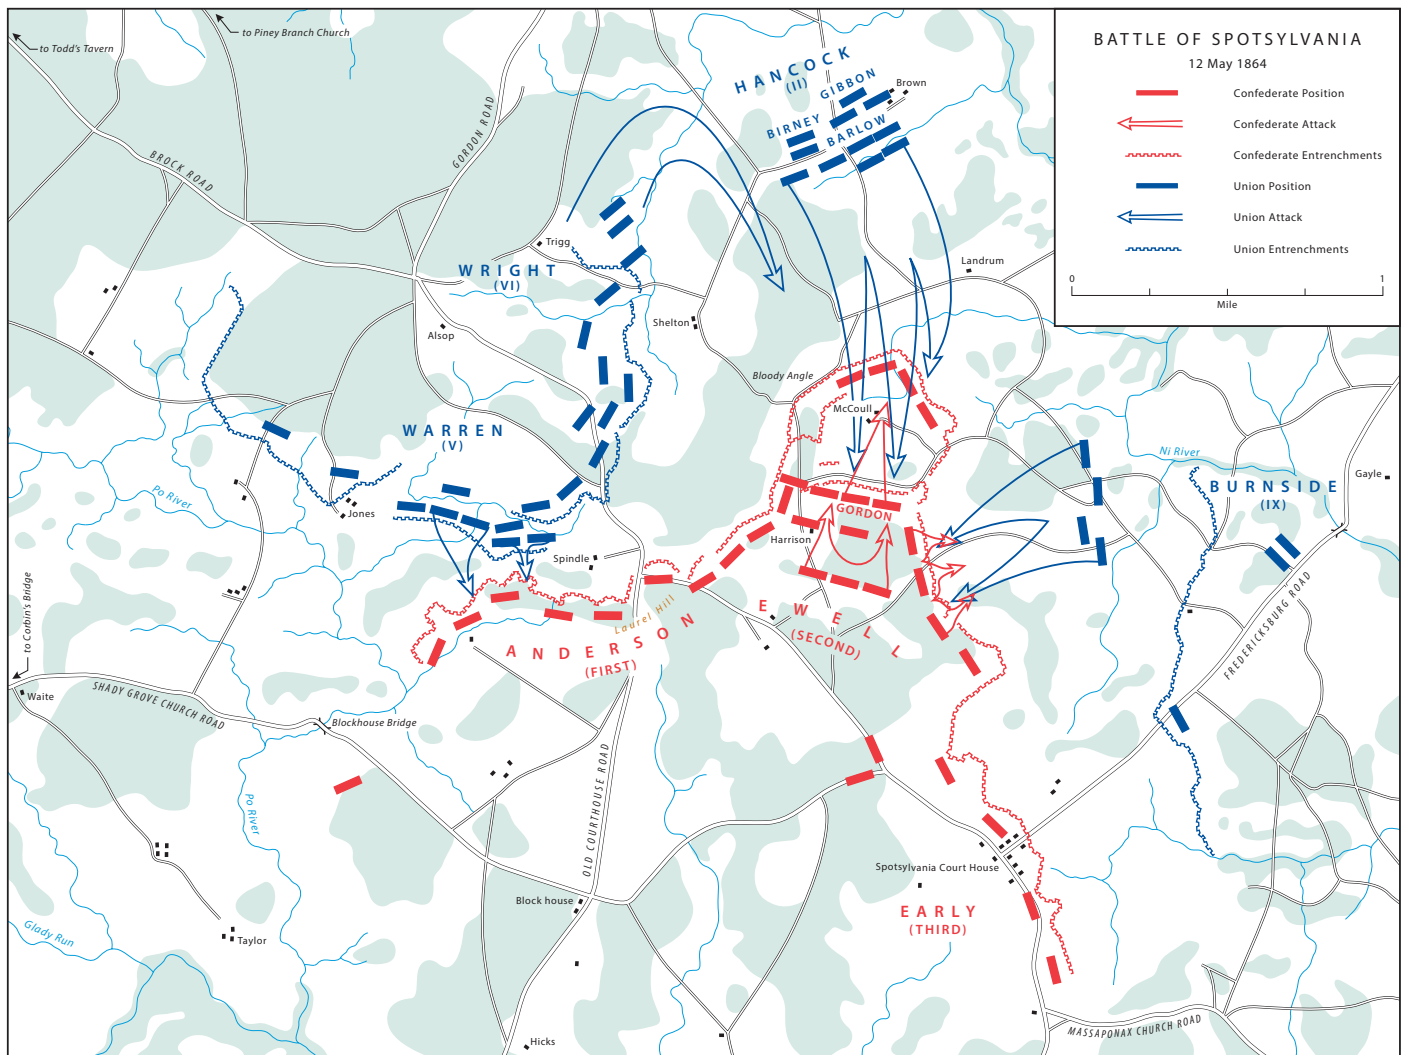 BATTLE OF SPOTSYLVANIA
12 May 1864
Confederate Position
Confederate Attack
Confederate Entrenchments
Union Position
Union Attack
Union Entrenchments
0 1
Mile
to Todd's Tavern
to Piney Branch Church
BROCK ROAD
GORDON ROAD
HANCOCK
(II)
GIBBON
Brown
BIRNEY
BARLOW
Trigg
WRIGHT
(VI)
Landrum
Shelton
Alsop
Bloody Angle
McCoull
WARREN
(V)
Ni River
Gayle
BURNSIDE
(IX)
Po River
Jones
GORDON
Harrison
Spindle
to Corbin's Bridge
Laurel Hill
EWELL
(SECOND)
ANDERSON
(FIRST)
FREDERICKSBURG ROAD
Waite
SHADY GROVE CHURCH ROAD
Blockhouse Bridge
Po River
OLD COURTHOUSE ROAD
Spotsylvania Court House
Block house
EARLY
(THIRD)
Glady Run
Taylor
Hicks
MASSAPONAX CHURCH ROAD